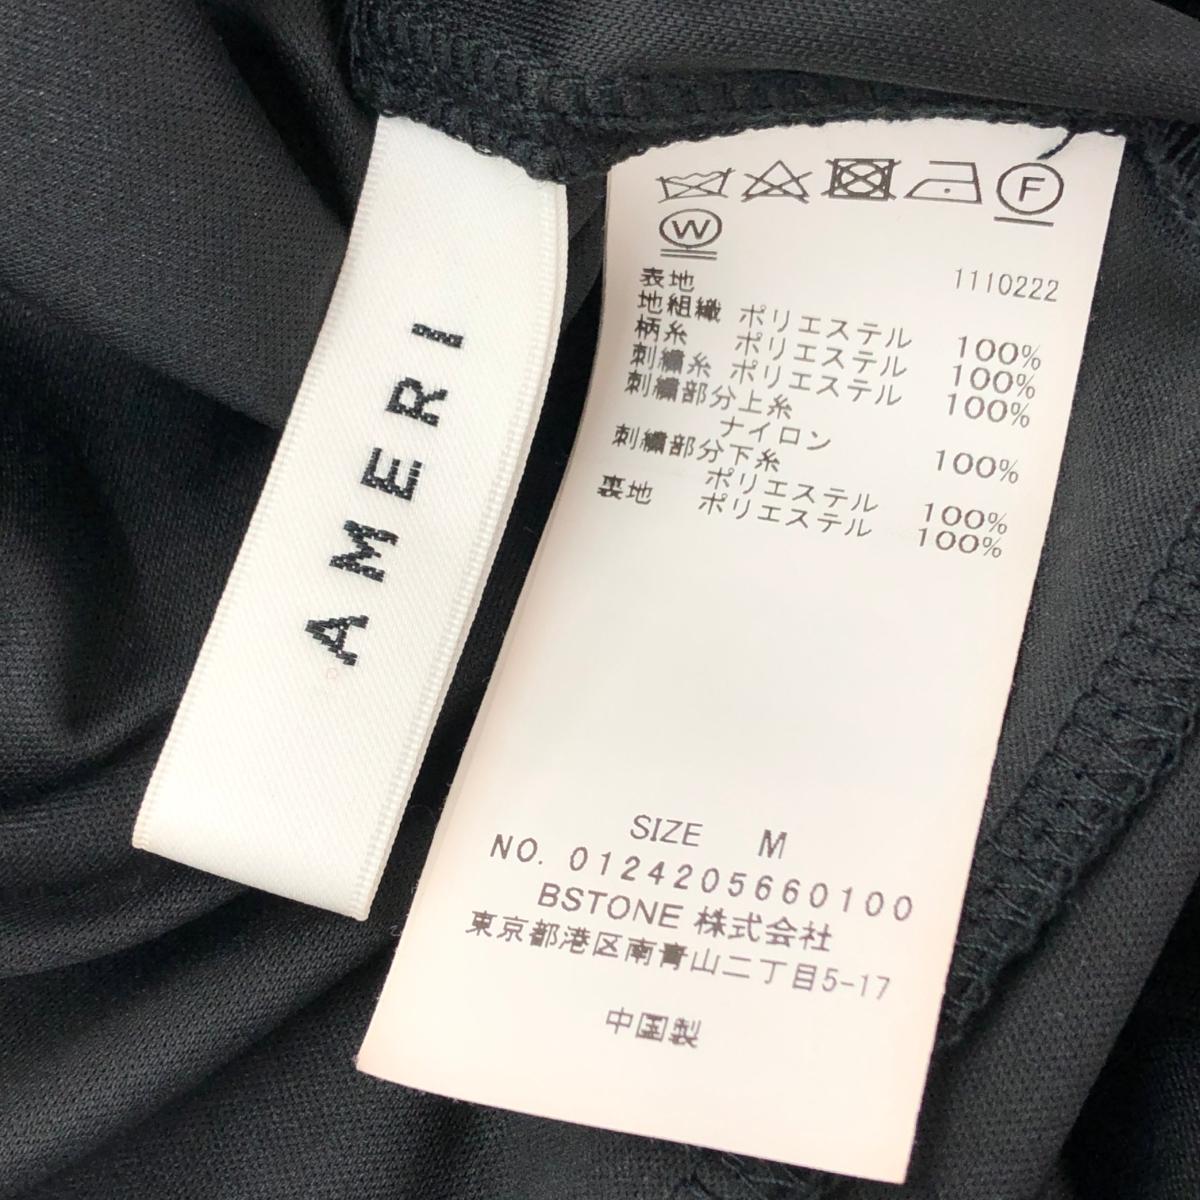 AMERI
F
W
表地 1110222
地組織 ポリエステル 100%
柄糸 ポリエステル 100%
刺繍糸 ポリエステル 100%
刺繍部分上糸
ナイロン 100%
刺繍部分下糸
ポリエステル 100%
裏地 ポリエステル 100%
SIZE M
NO. 0124205660100
BSTONE 株式会社
東京都港区南青山二丁目5-17
中国製